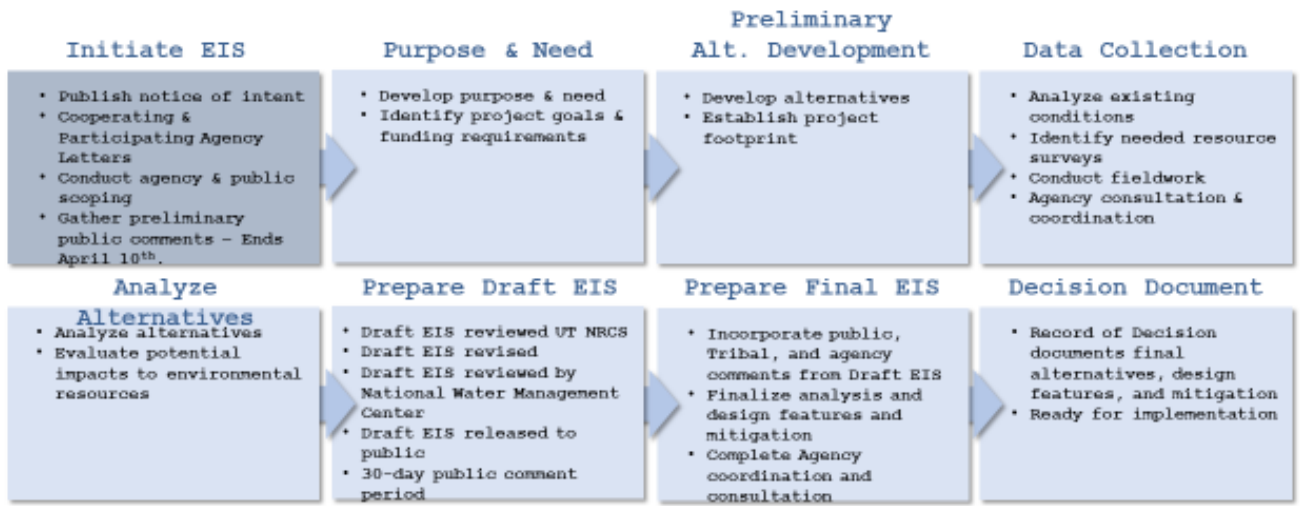 Initiate EIS
• Publish notice of intent
• Cooperating &
Participating Agency
Letters
• Conduct agency & public
scoping
• Gather preliminary
public comments – Ends
April 10th.
Purpose & Need
• Develop purpose & need
• Identify project goals &
funding requirements
Preliminary
Alt. Development
• Develop alternatives
• Establish project
footprint
Data Collection
• Analyze existing
conditions
• Identify needed resource
surveys
• Conduct fieldwork
• Agency consultation &
coordination
Analyze
Alternatives
• Analyze alternatives
• Evaluate potential
impacts to environmental
resources
Prepare Draft EIS
• Draft EIS reviewed UT NRCS
• Draft EIS revised
• Draft EIS reviewed by
National Water Management
Center
• Draft EIS released to
public
• 30-day public comment
period
Prepare Final EIS
• Incorporate public,
Tribal, and agency
comments from Draft EIS
• Finalize analysis and
design features and
mitigation
• Complete Agency
coordination and
consultation
Decision Document
• Record of Decision
documents final
alternatives, design
features, and mitigation
• Ready for implementation